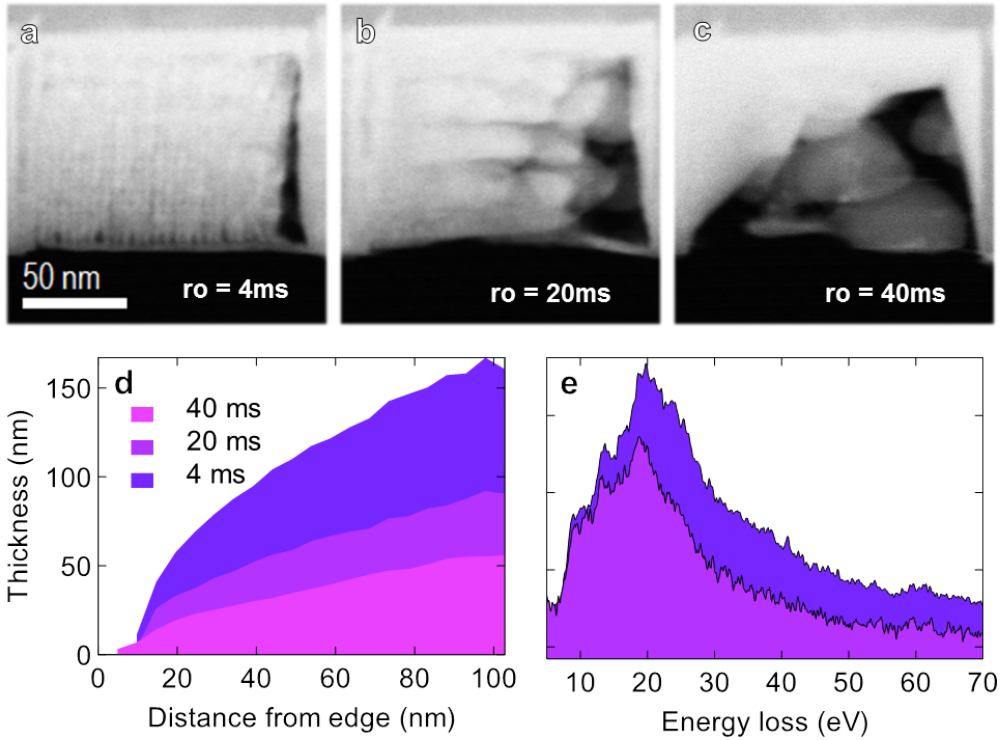 a
b
c
50 nm
ro = 4ms
ro = 20ms
ro = 40ms
d
40 ms
20 ms
4 ms
Thickness (nm)
150
100
50
0
0 20 40 60 80 100
Distance from edge (nm)
e
10 20 30 40 50 60 70
Energy loss (eV)